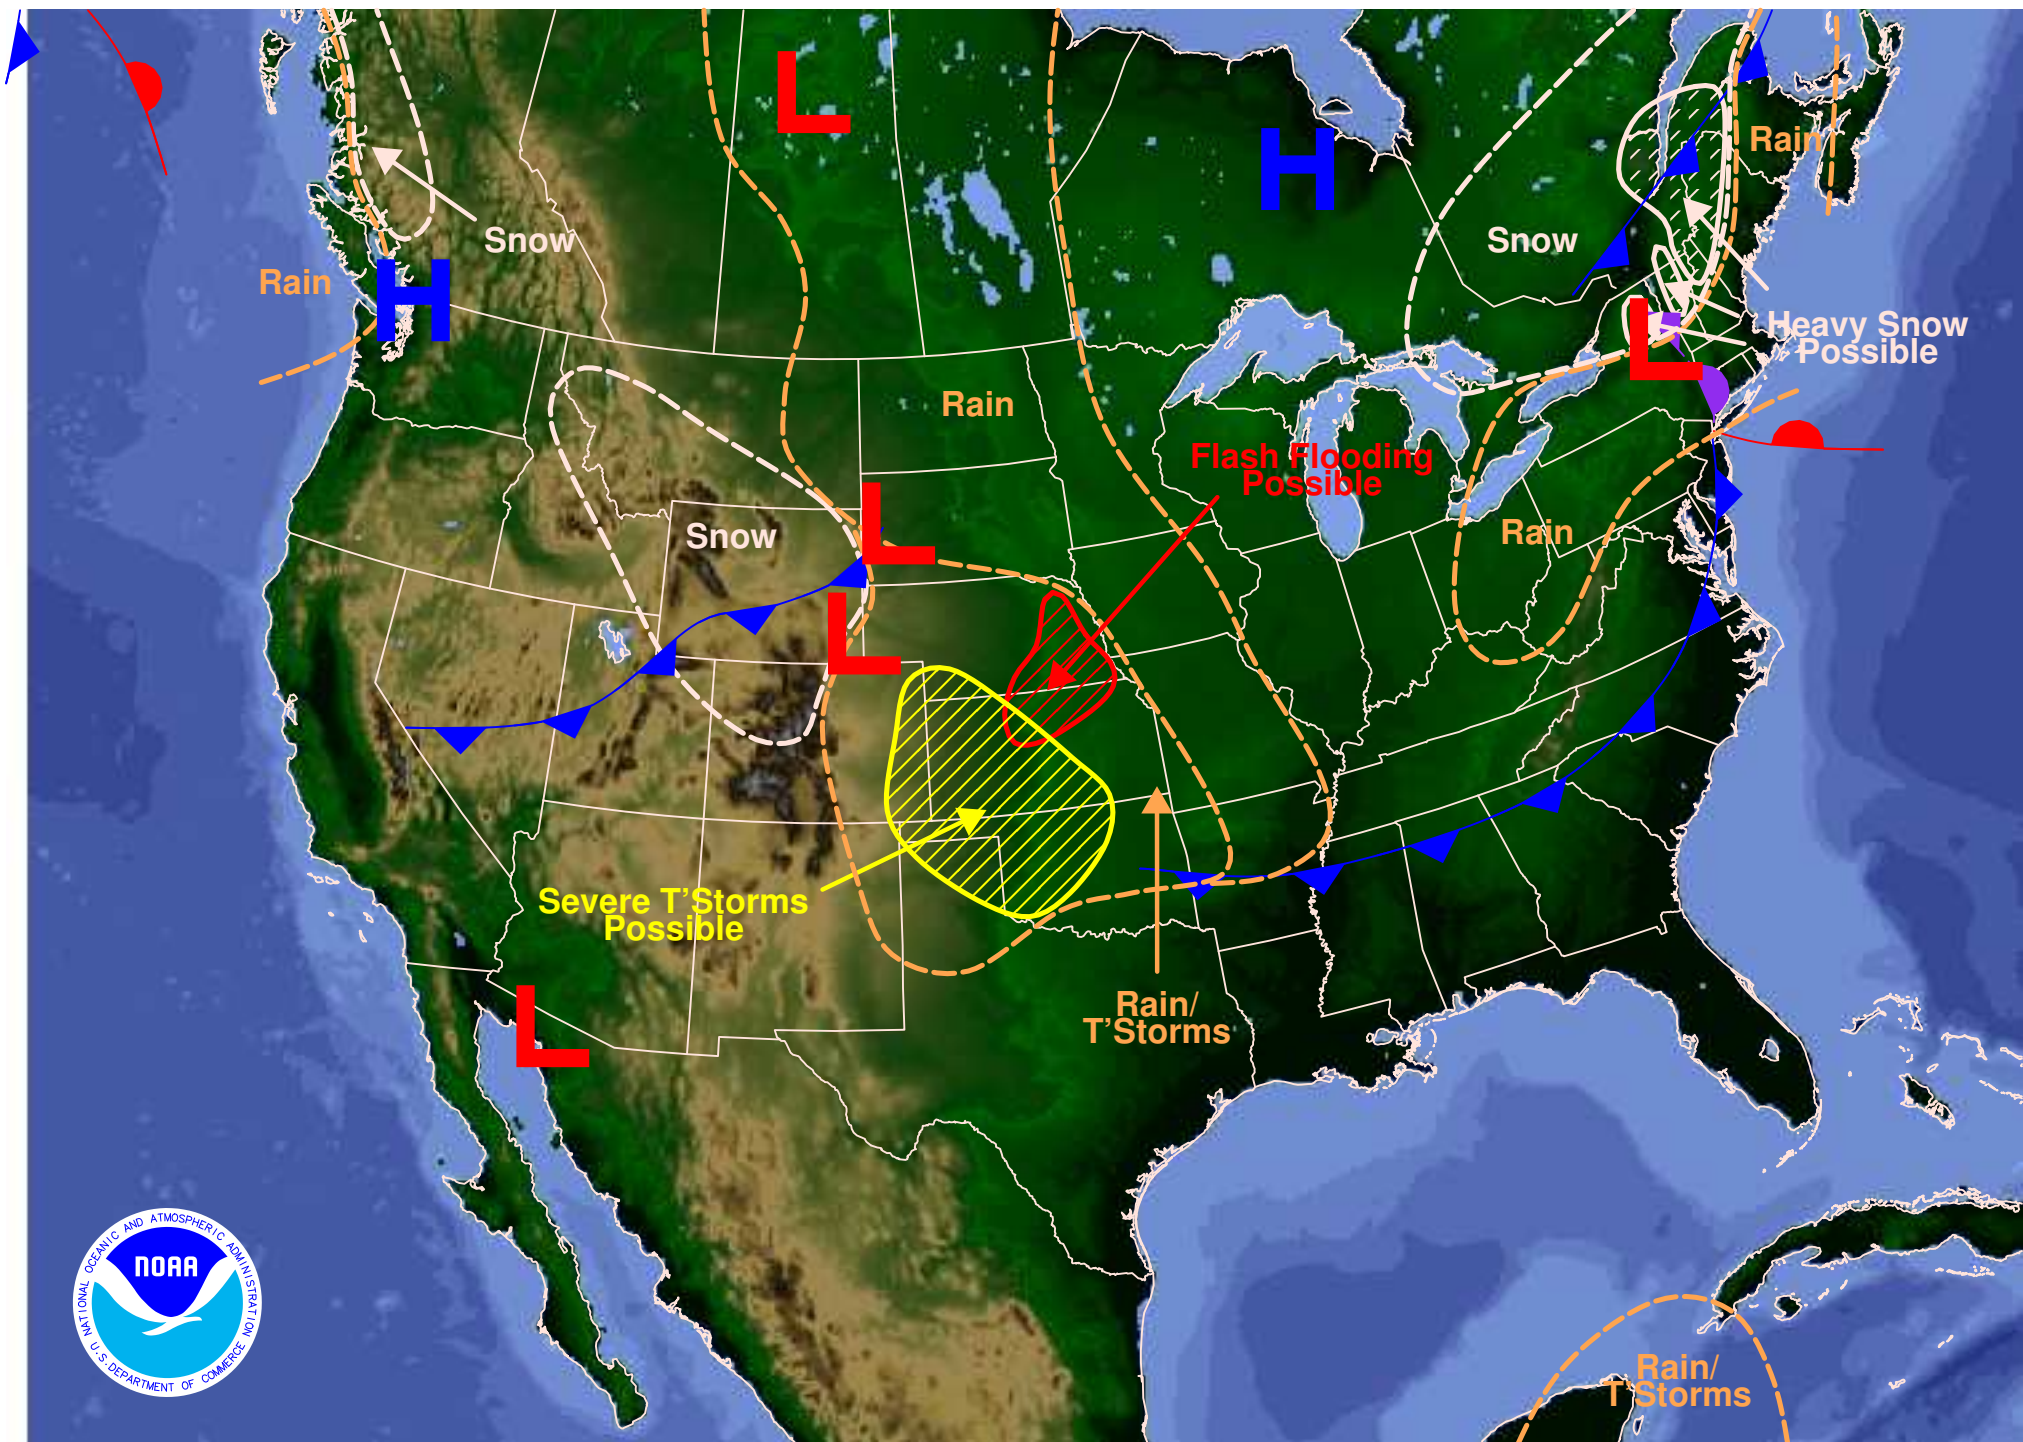 L
H
Rain
Snow
Snow
Rain
H
Heavy Snow
Possible
L
Rain
Flash Flooding
Possible
L
Snow
Rain
L
Severe T'Storms
Possible
L
Rain/
T'Storms
NATIONAL OCEANIC AND ATMOSPHERIC ADMINISTRATION
NOAA
U.S. DEPARTMENT OF COMMERCE
Rain/
T'Storms